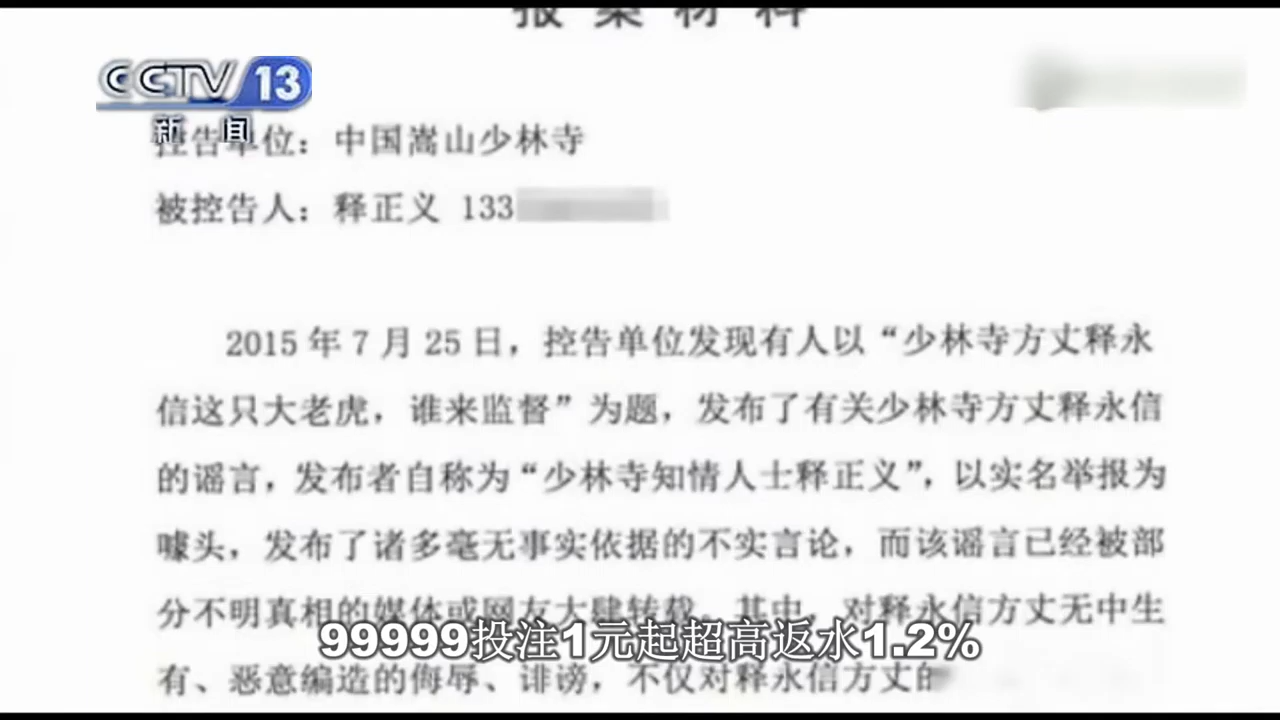 报案材料
CCTV 13
新闻
控告单位：中国嵩山少林寺
被控告人：释正义 133
2015年7月25日，控告单位发现有人以“少林寺方丈释永
信这只大老虎，谁来监督”为题，发布了有关少林寺方丈释永信
的谣言，发布者自称为“少林寺知情人士释正义”，以实名举报为
噱头，发布了诸多毫无事实依据的不实言论，而该谣言已经被部
分不明真相的媒体或网友大肆转载。其中，对释永信方丈无中生
99999投注1元起超高返水1.2%
有、恶意编造的侮辱、诽谤，不仅对释永信方丈的